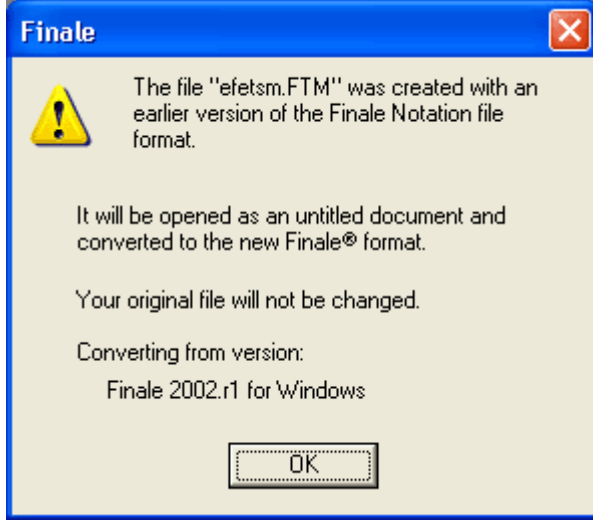 Finale
The file "efetsm.FTM" was created with an
earlier version of the Finale Notation file
format.
It will be opened as an untitled document and
converted to the new Finale® format.
Your original file will not be changed.
Converting from version:
Finale 2002.r1 for Windows
OK